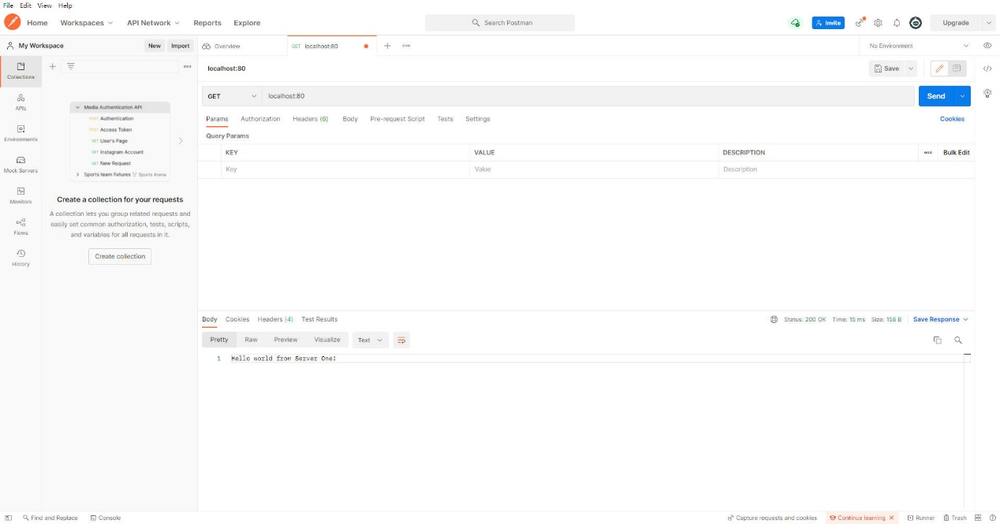 File Edit View Help
Home Workspaces API Network Reports Explore Search Postman Invite Upgrade
My Workspace New Import Overview GET localhost:80 No Environment
Collections
localhost:80 Save
GET localhost:80 Send
APIs
Media Authentication API
POST Authentication
POST Access Token
GET User's Page
GET Instagram Account
GET New Request
Sports team fixtures Sports Arena
Params Authorization Headers (6) Body Pre-request Script Tests Settings Cookies
Environments
Query Params
KEY VALUE DESCRIPTION Bulk Edit
Key Value Description
Mock Servers
Monitors
Create a collection for your requests
A collection lets you group related requests and
easily set common authorization, tests, scripts,
and variables for all requests in it.
Flows
Create collection
History
Body Cookies Headers (4) Test Results Status: 200 OK Time: 15 ms Size: 158 B Save Response
Pretty Raw Preview Visualize Text
1 Hello world from Server One!
Find and Replace Console Capture requests and cookies Continue learning Runner Trash